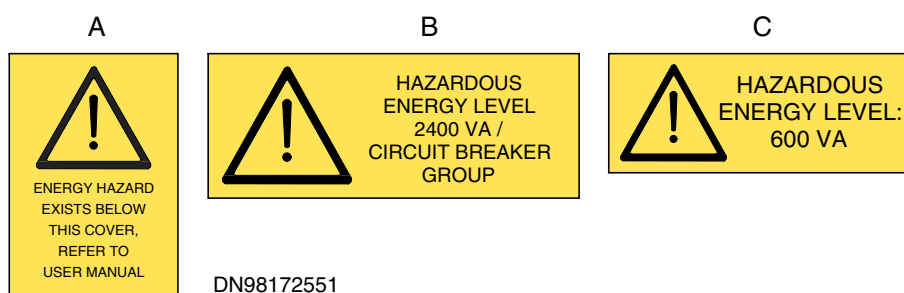 A
B
C
ENERGY HAZARD
EXISTS BELOW
THIS COVER,
REFER TO
USER MANUAL
HAZARDOUS
ENERGY LEVEL
2400 VA /
CIRCUIT BREAKER
GROUP
HAZARDOUS
ENERGY LEVEL:
600 VA
DN98172551